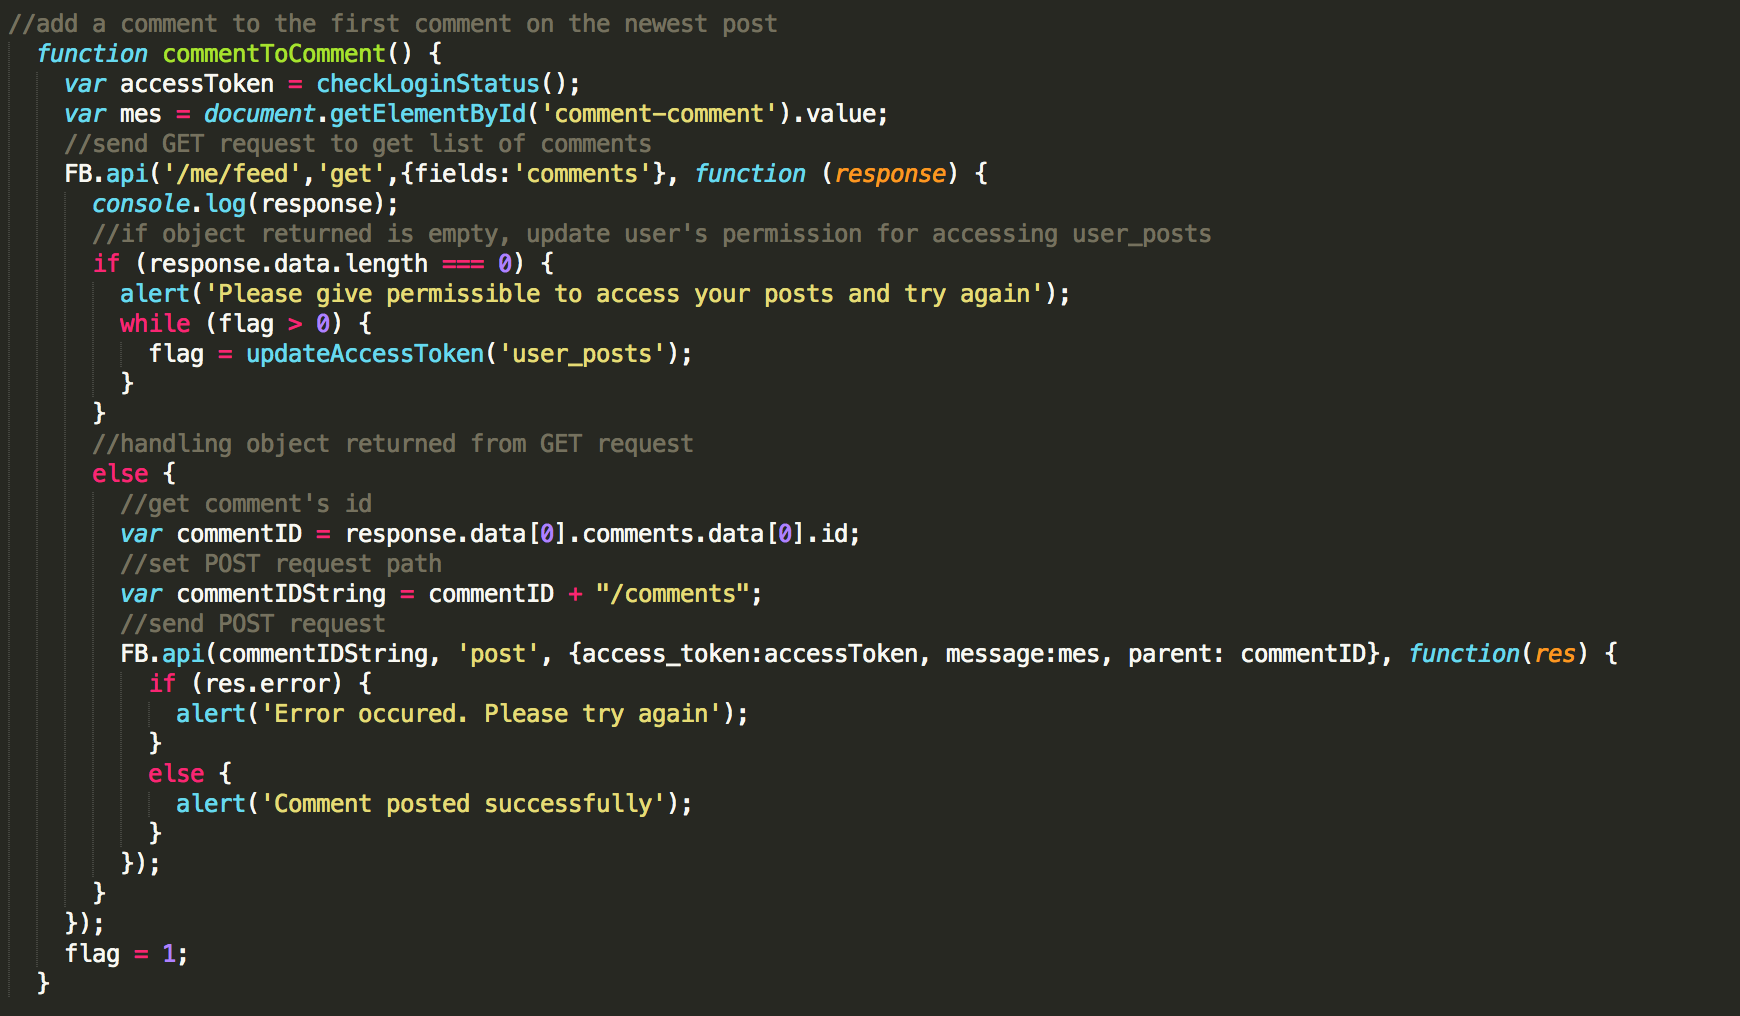 //add a comment to the first comment on the newest post
function commentToComment() {
var accessToken = checkLoginStatus();
var mes = document.getElementById('comment-comment').value;
//send GET request to get list of comments
FB.api('/me/feed','get',{fields:'comments'}, function (response) {
console.log(response);
//if object returned is empty, update user's permission for accessing user_posts
if (response.data.length === 0) {
alert('Please give permissible to access your posts and try again');
while (flag > 0) {
flag = updateAccessToken('user_posts');
}
}
//handling object returned from GET request
else {
//get comment's id
var commentID = response.data[0].comments.data[0].id;
//set POST request path
var commentIDString = commentID + "/comments";
//send POST request
FB.api(commentIDString, 'post', {access_token:accessToken, message:mes, parent: commentID}, function(res) {
if (res.error) {
alert('Error occured. Please try again');
}
else {
alert('Comment posted successfully');
}
});
}
});
flag = 1;
}